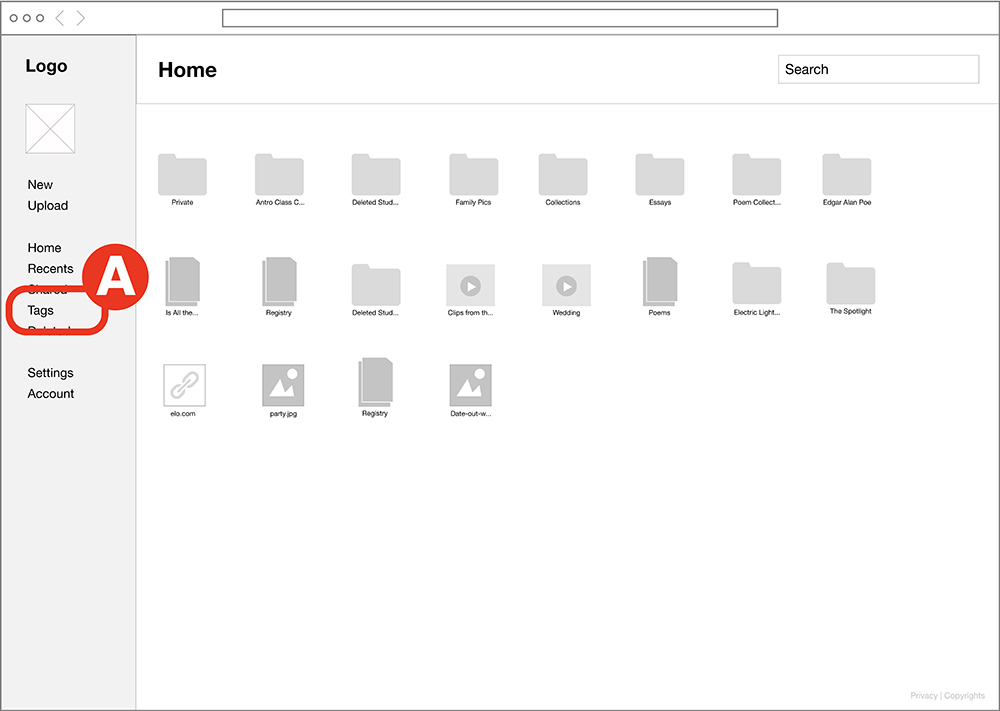 Logo
Home
Search
New
Upload
Home
Recents
A
Shared
Tags
Deleted
Settings
Account
Private
Antro Class C...
Deleted Stud...
Family Pics
Collections
Essays
Poem Collect...
Edgar Alan Poe
Is All the...
Registry
Deleted Stud...
Clips from th...
Wedding
Poems
Electric Light...
The Spotlight
elo.com
party.jpg
Registry
Date-out-w...
Privacy | Copyrights